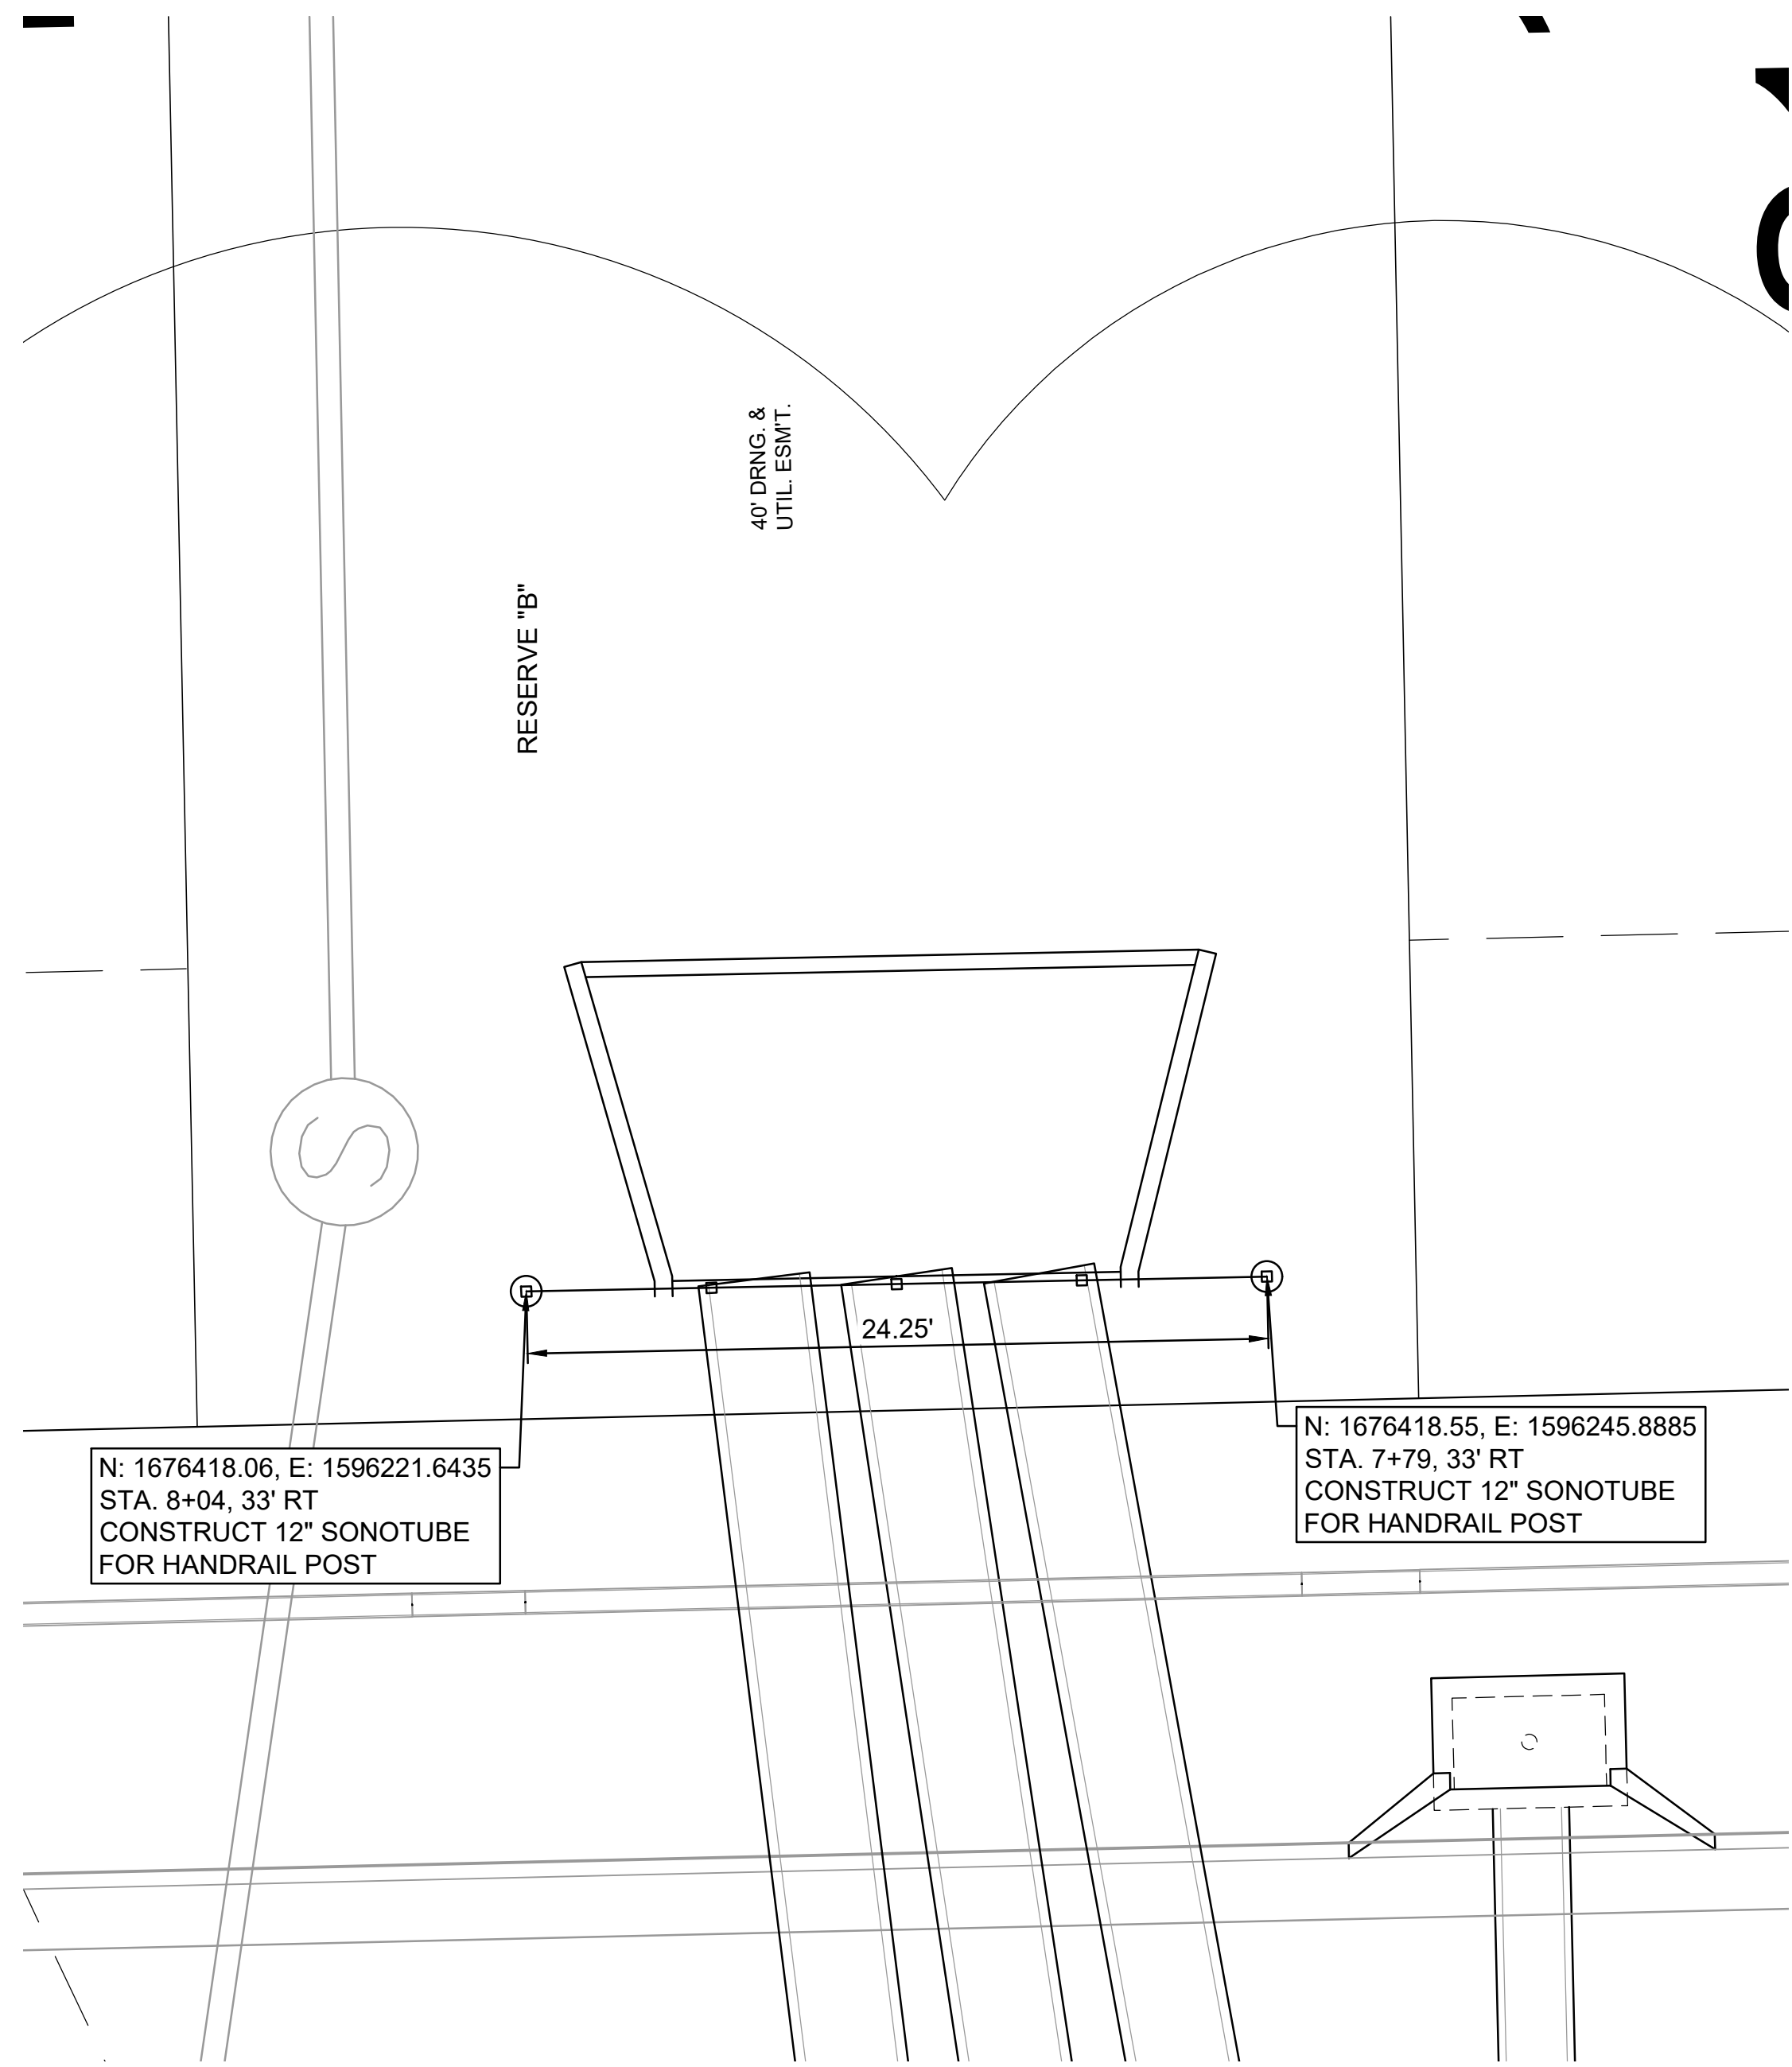 40' DRNG. &
UTIL. ESM'T.
RESERVE "B"
S
24.25'
N: 1676418.06, E: 1596221.6435
STA. 8+04, 33' RT
CONSTRUCT 12" SONOTUBE
FOR HANDRAIL POST
N: 1676418.55, E: 1596245.8885
STA. 7+79, 33' RT
CONSTRUCT 12" SONOTUBE
FOR HANDRAIL POST